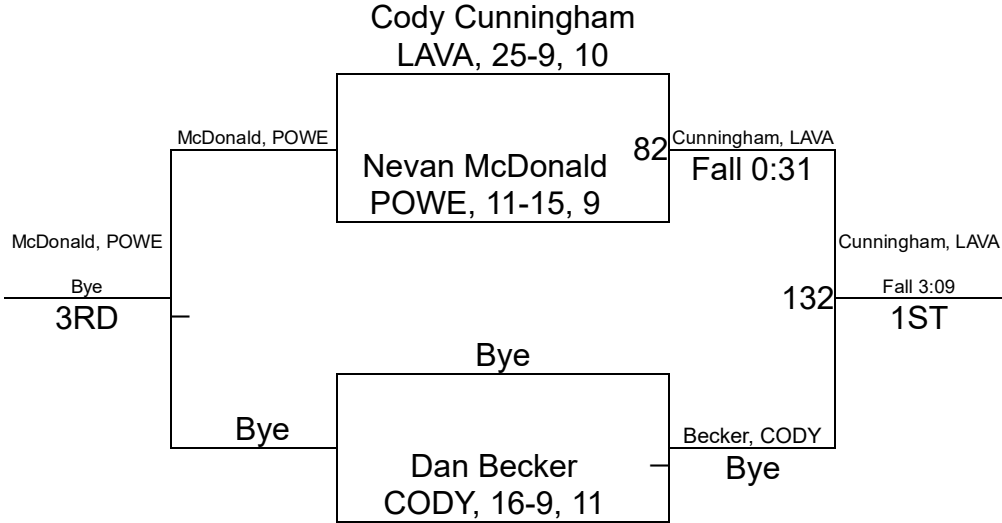 Cody Cunningham
LAVA, 25-9, 10
McDonald, POWE
82
Cunningham, LAVA
Nevan McDonald
POWE, 11-15, 9
Fall 0:31
McDonald, POWE
Cunningham, LAVA
Bye
3RD
132
Fall 3:09
1ST
Bye
Bye
Becker, CODY
Dan Becker
CODY, 16-9, 11
Bye